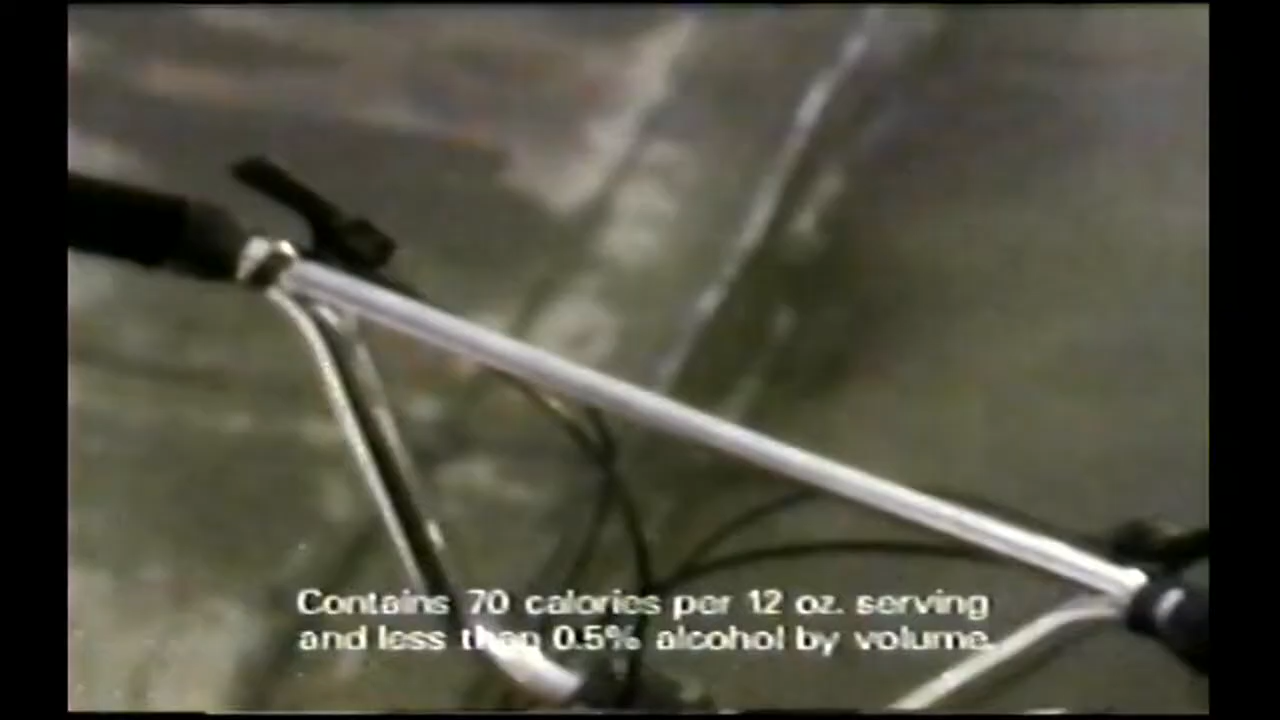 Contains 70 calories per 12 oz. serving
and less than 0.5% alcohol by volume.